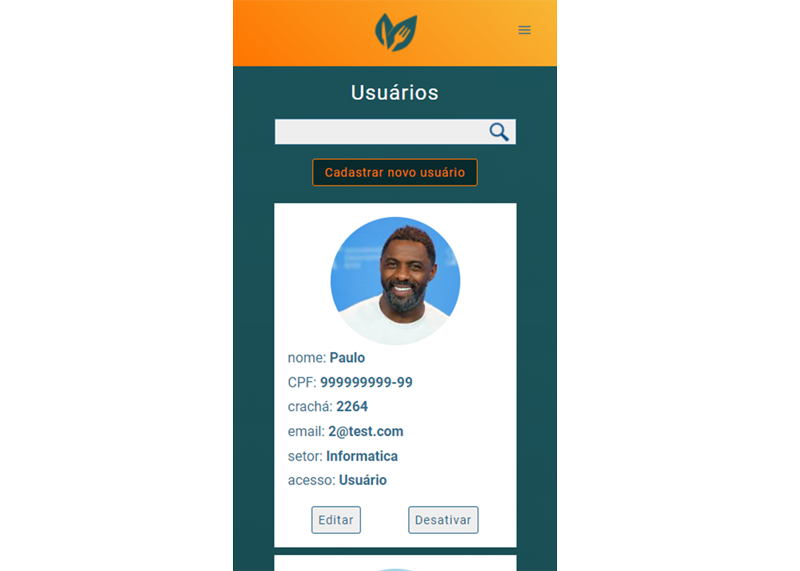 Usuários
Cadastrar novo usuário
nome: Paulo
CPF: 999999999-99
crachá: 2264
email: 2@test.com
setor: Informatica
acesso: Usuário
Editar Desativar